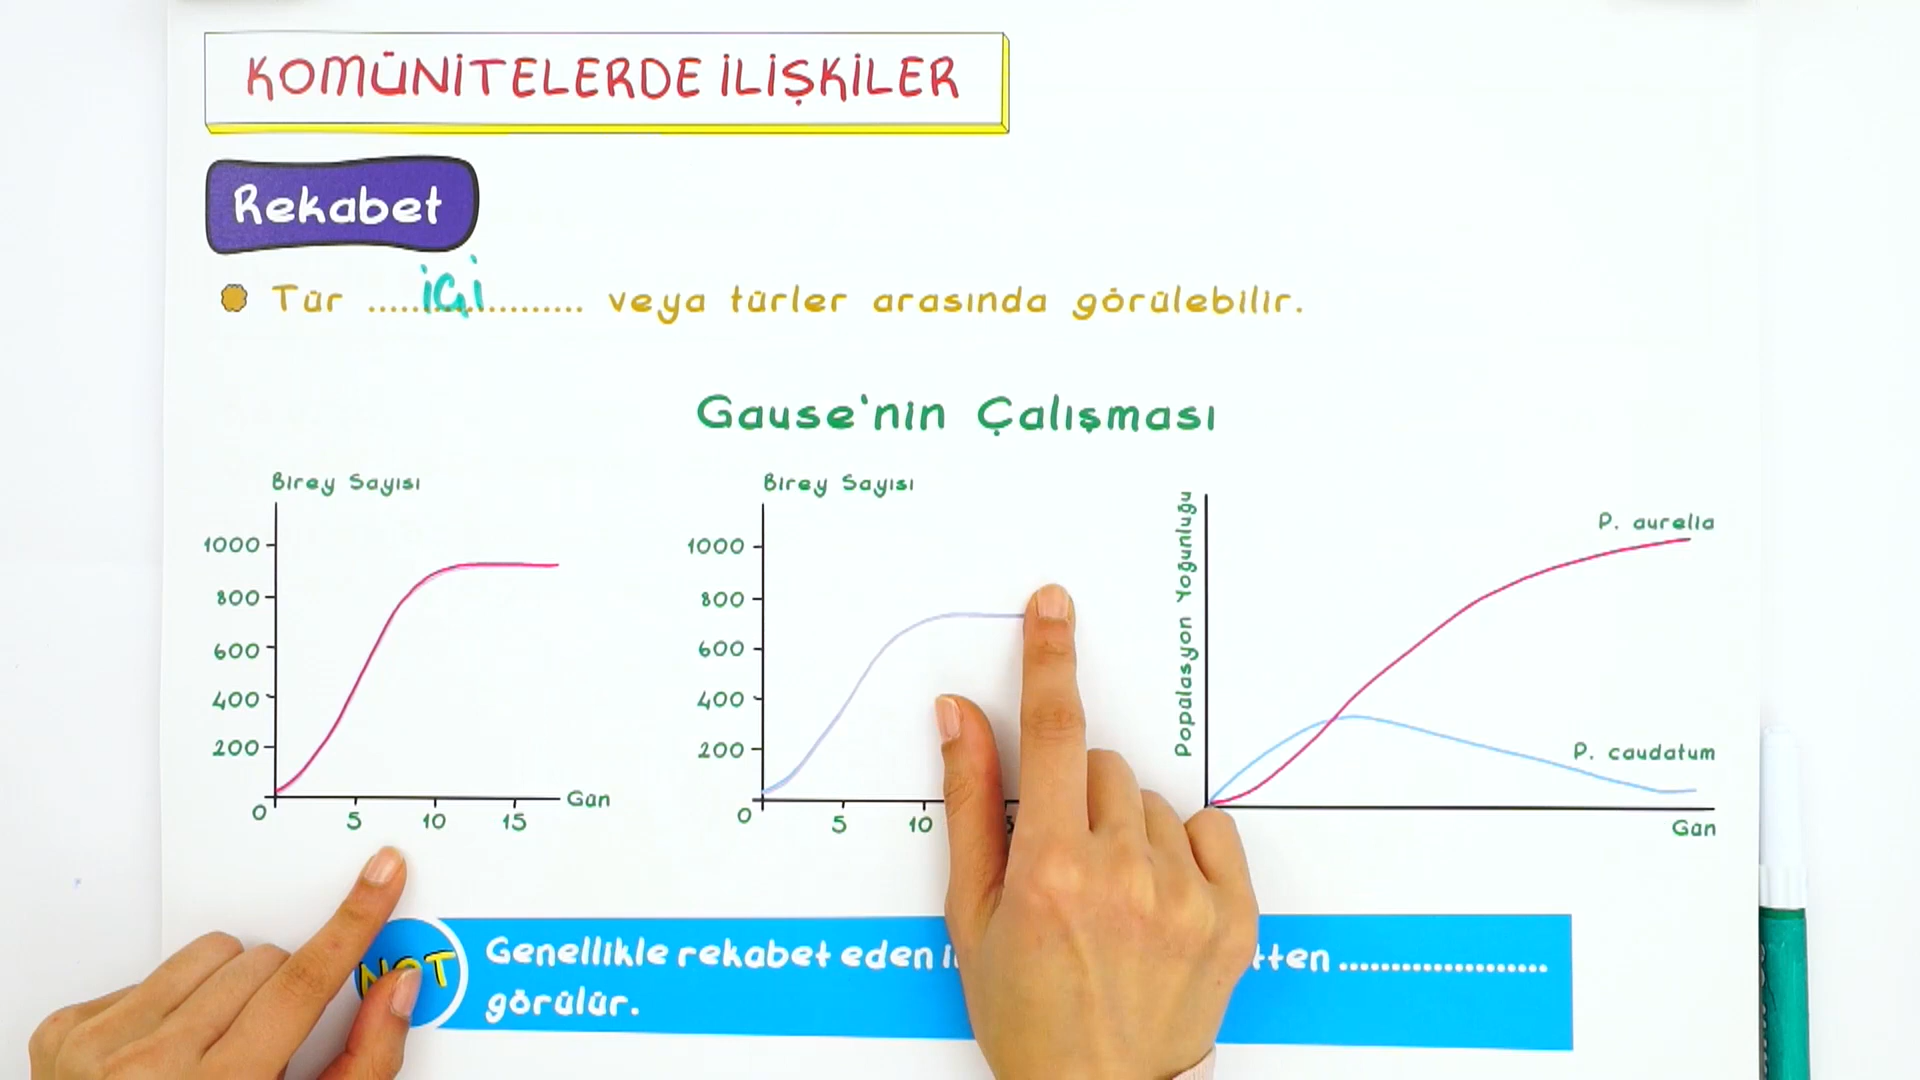 KOMÜNİTELERDE İLİŞKİLER
Rekabet
Tür .....içi......... veya türler arasında görülebilir.
Gause'nin Çalışması
Birey Sayısı
1000
800
600
400
200
0
5
10
15
Gün
Birey Sayısı
1000
800
600
400
200
0
5
10
Popülasyon Yoğunluğu
P. aurelia
P. caudatum
Gün
NOT
Genellikle rekabet eden
.....................
görülür.